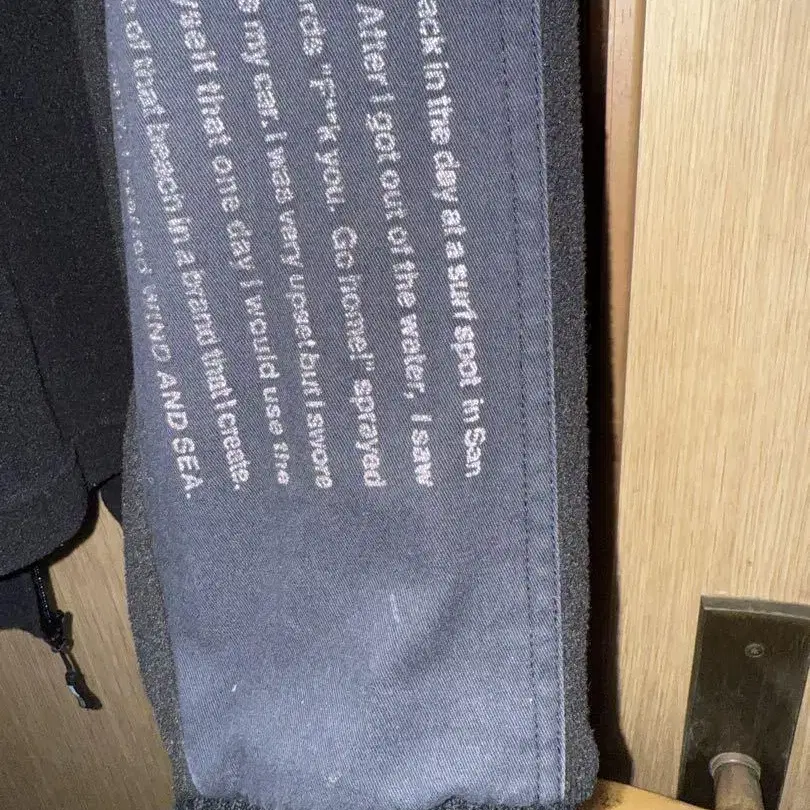 ack in the day at a surf spot in San
After I got out of the water, I saw
rds "f**k you. Go home!" sprayed
my car. I was very upset but I swore
yself that one day I would use the
of that beach in a brand that I create.
WIND AND SEA.